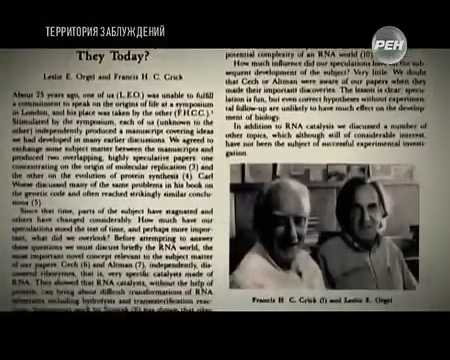 ТЕРРИТОРИЯ ЗАБЛУЖДЕНИЙ
РЕН
They Today?
Leslie E. Orgel and Francis H. C. Crick
About 25 years ago, one of us (L.E.O.) was unable to fulfill
a commitment to speak on the origins of life at a symposium
in London, and his place was taken by the other (F.H.C.C.).
Stimulated by the symposium, each of us (unknown to the
other) independently produced a manuscript covering ideas
we had developed in many earlier discussions. We agreed to
exchange some subject matter between the manuscripts and
produced two overlapping, highly speculative papers: one
concentrating on the origin of molecular replication (3) and
the other on the evolution of protein synthesis (4). Carl
Woese discussed many of the same problems in his book on
the genetic code and often reached strikingly similar conclu-
sions (5).
Since that time, parts of the subject have stagnated and
others have changed considerably. How much have our
speculations stood the test of time, and perhaps more impor-
tant, what did we overlook? Before attempting to answer
these questions we must discuss briefly the RNA world, the
most important novel concept relevant to the subject matter
of our papers. Cech (6) and Altman (7), independently, dis-
covered ribozymes, that is, very specific catalysts made of
RNA. They showed that RNA catalysts, without the help of
protein, can bring about difficult transformations of RNA
substrates including hydrolysis and transesterification reac-
potential complexity of an RNA world (10).
How much influence did our speculations have on the sub-
sequent development of the subject? Very little. We doubt
that Cech or Altman were aware of our papers when they
made their important discoveries. The lesson is clear: specu-
lation is fun, but even correct hypotheses without experimen-
tal follow-up are unlikely to have much effect on the develop-
ment of biology.
In addition to RNA catalysis we discussed a number of
other topics, which although still of considerable interest,
have not been the subject of successful experimental investi-
gation.
Francis H. C. Crick (l) and Leslie E. Orgel